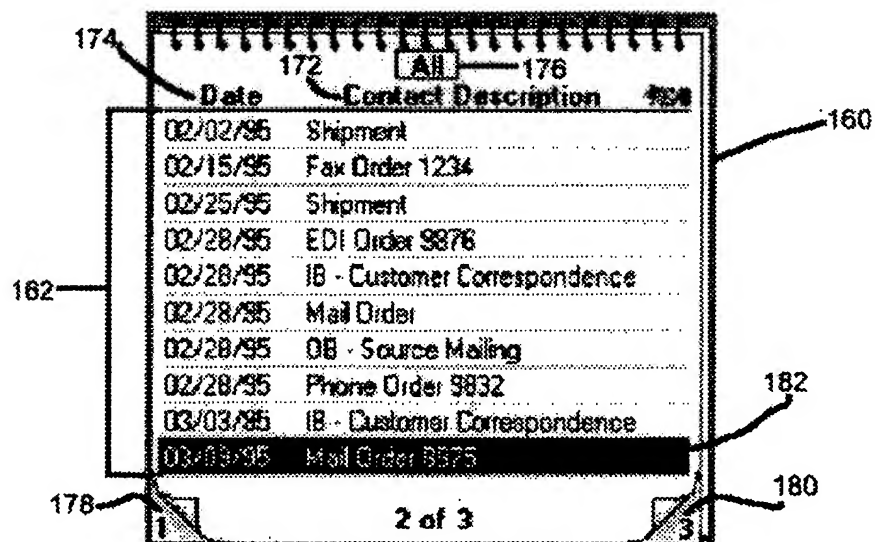 174
172 All 176
Date Contact Description
160
02/02/95 Shipment
02/15/95 Fax Order 1234
02/25/95 Shipment
02/28/95 EDI Order 9876
02/28/95 IB - Customer Correspondence
162
02/28/95 Mail Order
02/28/95 OB - Source Mailing
02/28/95 Phone Order 9832
182
03/03/95 IB - Customer Correspondence
03/03/95 Mail Order
178 180
1 2 of 3 3